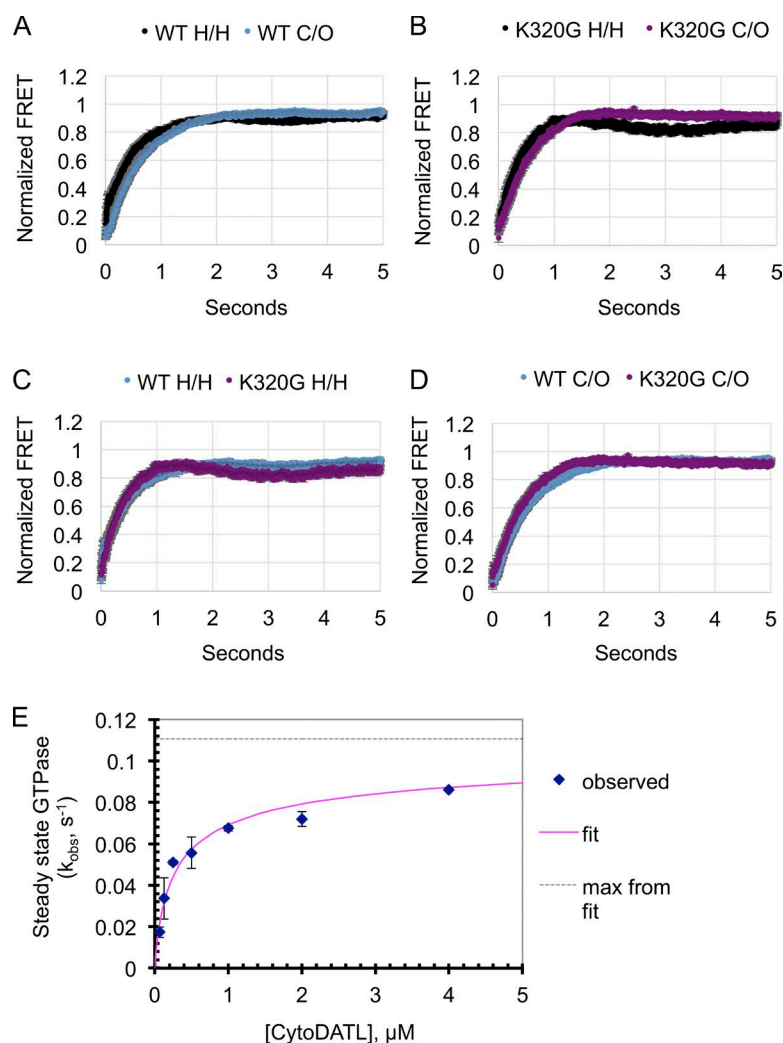 A
WT H/H WT C/O
Normalized FRET
1.2
1
0.8
0.6
0.4
0.2
0
0 1 2 3 4 5
Seconds
B
K320G H/H K320G C/O
Normalized FRET
1.2
1
0.8
0.6
0.4
0.2
0
0 1 2 3 4 5
Seconds
C
WT H/H K320G H/H
Normalized FRET
1.2
1
0.8
0.6
0.4
0.2
0
0 1 2 3 4 5
Seconds
D
WT C/O K320G C/O
Normalized FRET
1.2
1
0.8
0.6
0.4
0.2
0
0 1 2 3 4 5
Seconds
E
Steady state GTPase
(kobs, s-1)
0.12
0.1
0.08
0.06
0.04
0.02
0
0 1 2 3 4 5
[CytoDATL], µM
observed
fit
max from
fit